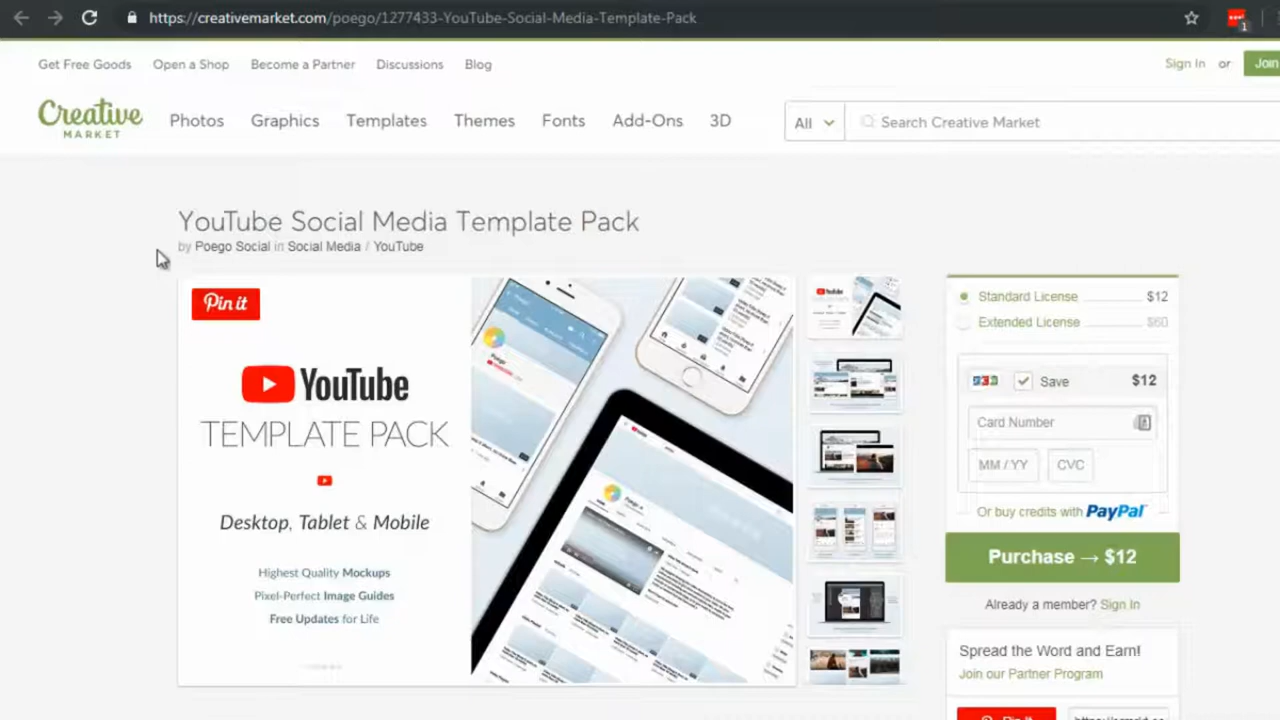 https://creativemarket.com/poego/1277433-YouTube-Social-Media-Template-Pack
1
Get Free Goods Open a Shop Become a Partner Discussions Blog
Sign In or Join
Creative
MARKET
Photos Graphics Templates Themes Fonts Add-Ons 3D
All Search Creative Market
YouTube Social Media Template Pack
by Poego Social in Social Media / YouTube
Pin it
YouTube
TEMPLATE PACK
Desktop, Tablet & Mobile
Highest Quality Mockups
Pixel-Perfect Image Guides
Free Updates for Life
Standard License $12
Extended License $60
Save $12
Card Number
MM / YY CVC
Or buy credits with PayPal
Purchase → $12
Already a member? Sign In
Spread the Word and Earn!
Join our Partner Program
Pin it